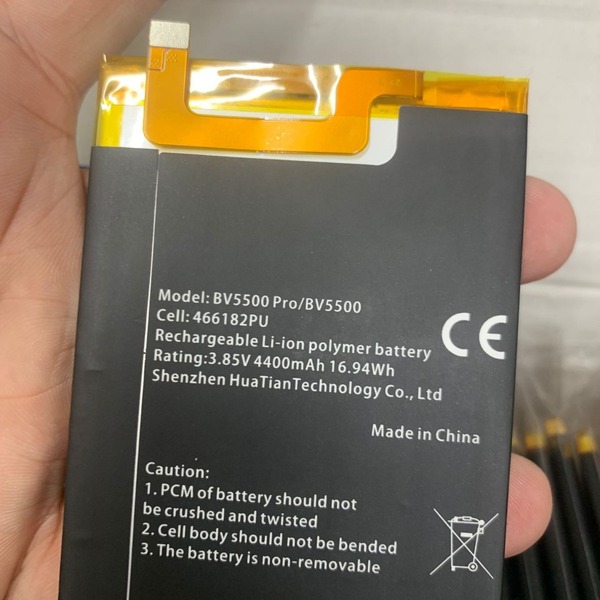 Model: BV5500 Pro/BV5500
Cell: 466182PU
Rechargeable Li-ion polymer battery
Rating:3.85V 4400mAh 16.94Wh
Shenzhen HuaTianTechnology Co., Ltd
CE
Made in China
Caution:
1. PCM of battery should not
be crushed and twisted
2. Cell body should not be bended
3. The battery is non-removable